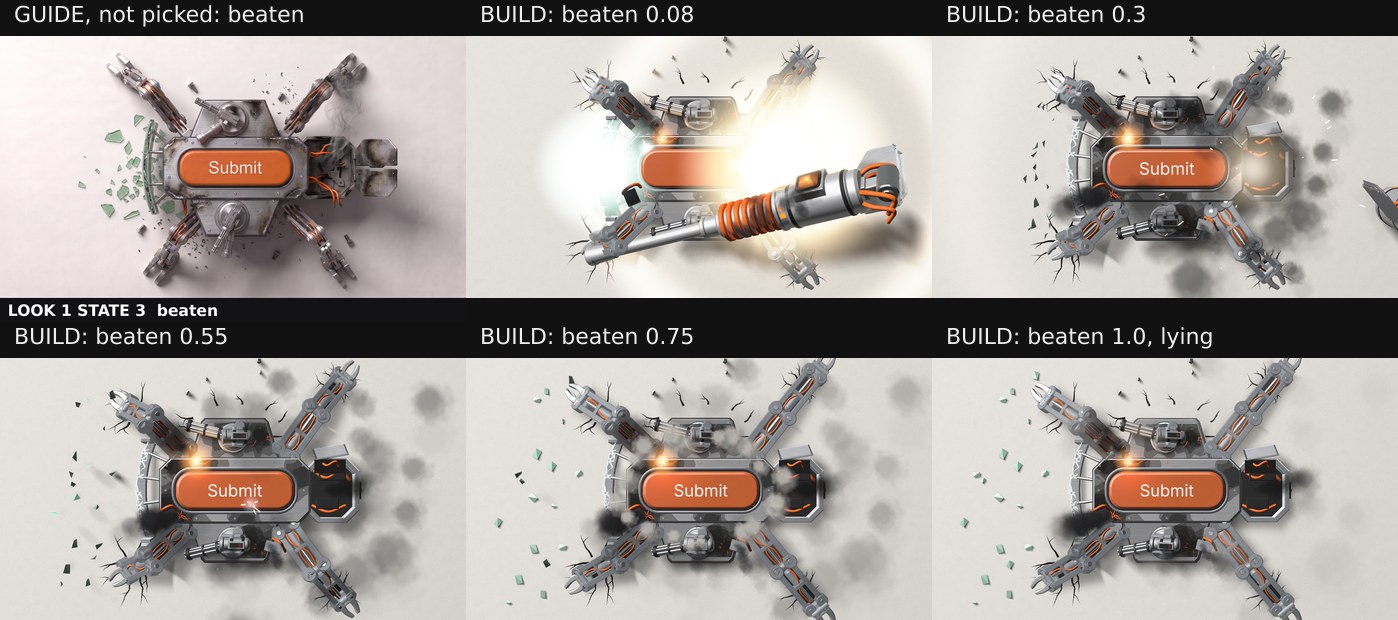 GUIDE, not picked: beaten
BUILD: beaten 0.08
BUILD: beaten 0.3
Submit
Submit
LOOK 1 STATE 3 beaten
BUILD: beaten 0.55
BUILD: beaten 0.75
BUILD: beaten 1.0, lying
Submit
Submit
Submit